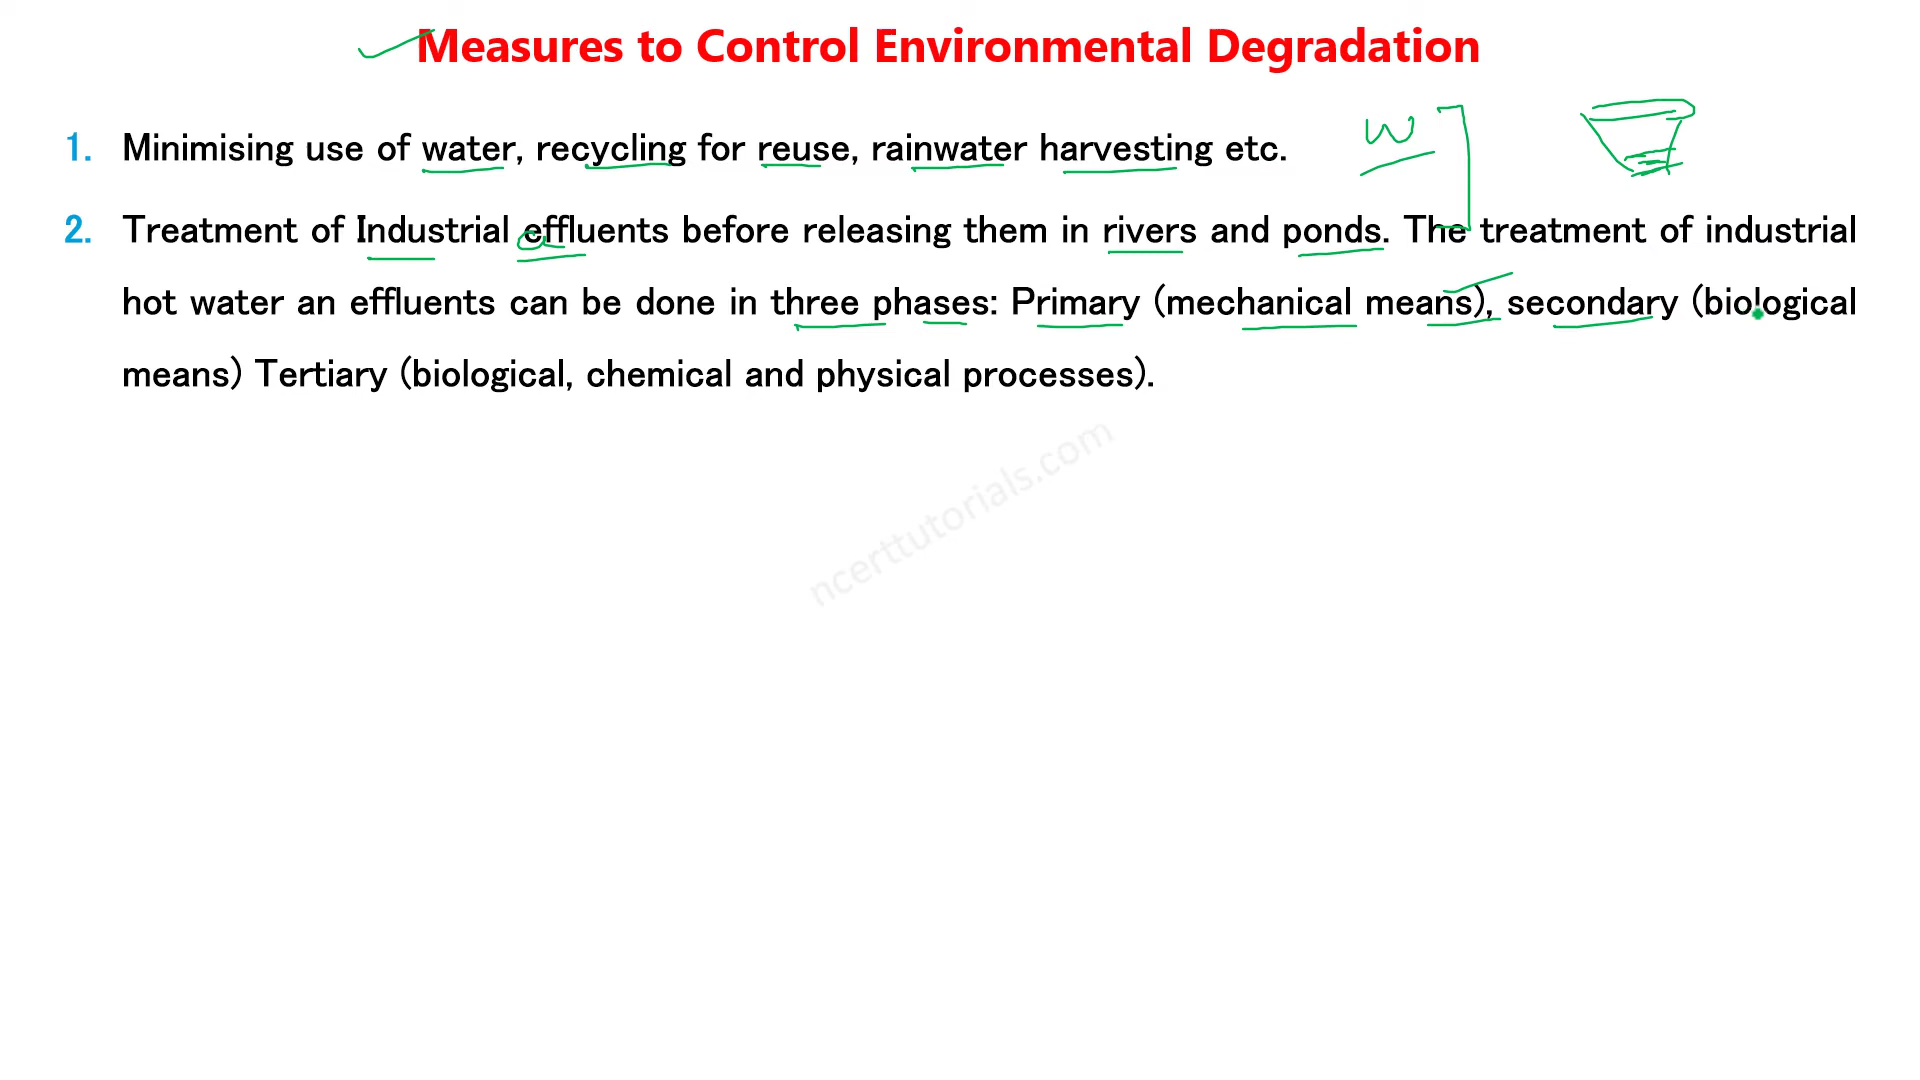 Measures to Control Environmental Degradation
1. Minimising use of water, recycling for reuse, rainwater harvesting etc.
W
2. Treatment of Industrial effluents before releasing them in rivers and ponds. The treatment of industrial
hot water an effluents can be done in three phases: Primary (mechanical means), secondary (biological
means) Tertiary (biological, chemical and physical processes).
ncerttutorials.com